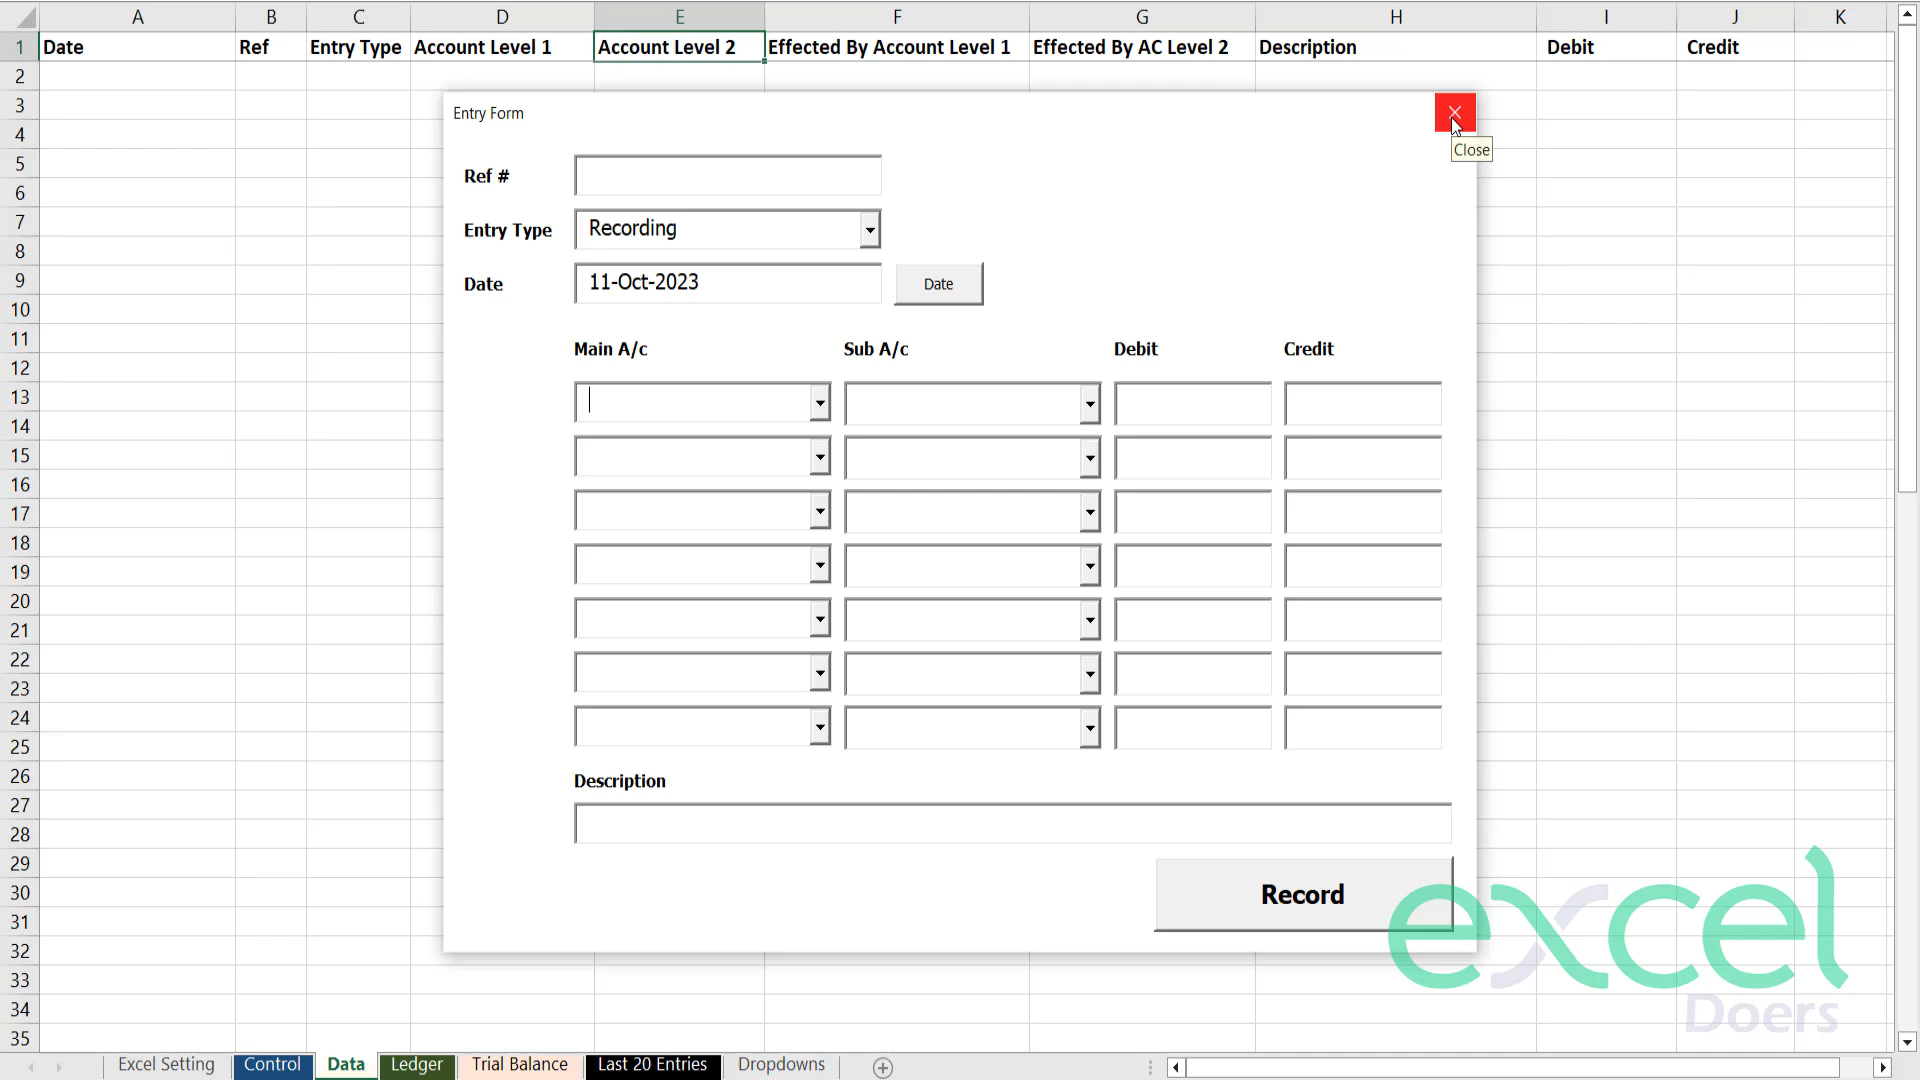 A B C D E F G H I J K
1 Date Ref Entry Type Account Level 1 Account Level 2 Effected By Account Level 1 Effected By AC Level 2 Description Debit Credit
2
3
Entry Form
4
Close
5
Ref #
6
7
Entry Type Recording
8
9
Date 11-Oct-2023 Date
10
11
Main A/c Sub A/c Debit Credit
12
13
14
15
16
17
18
19
20
21
22
23
24
25
26
Description
27
28
29
30
Record
31
32
33
34
35
excel
Doers
Excel Setting Control Data Ledger Trial Balance Last 20 Entries Dropdowns